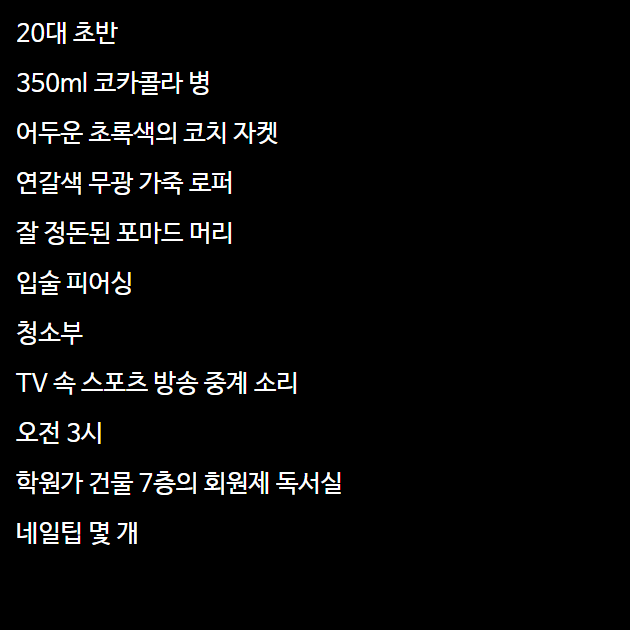 20대 초반
350ml 코카콜라 병
어두운 초록색의 코치 자켓
연갈색 무광 가죽 로퍼
잘 정돈된 포마드 머리
입술 피어싱
청소부
TV 속 스포츠 방송 중계 소리
오전 3시
학원가 건물 7층의 회원제 독서실
네일팁 몇 개